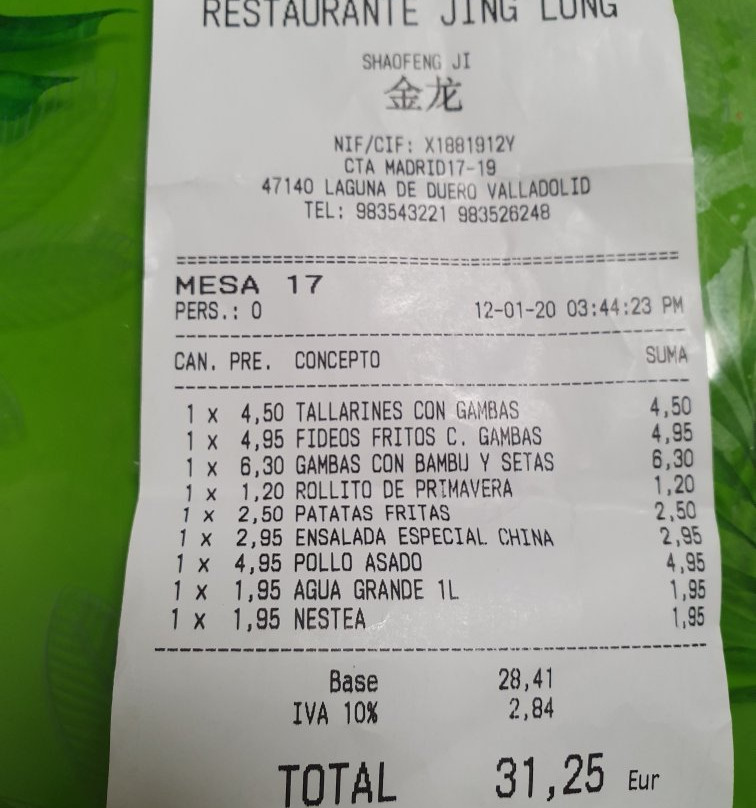 RESTAURANTE JING LONG
SHAOFENG JI
金龙
NIF/CIF: X1881912Y
CTA MADRID17-19
47140 LAGUNA DE DUERO VALLADOLID
TEL: 983543221 983526248
MESA 17
PERS.: 0 12-01-20 03:44:23 PM
CAN. PRE. CONCEPTO SUMA
1 x 4,50 TALLARINES CON GAMBAS 4,50
1 x 4,95 FIDEOS FRITOS C. GAMBAS 4,95
1 x 6,30 GAMBAS CON BAMBU Y SETAS 6,30
1 x 1,20 ROLLITO DE PRIMAVERA 1,20
1 x 2,50 PATATAS FRITAS 2,50
1 x 2,95 ENSALADA ESPECIAL CHINA 2,95
1 x 4,95 POLLO ASADO 4,95
1 x 1,95 AGUA GRANDE 1L 1,95
1 x 1,95 NESTEA 1,95
Base 28,41
IVA 10% 2,84
TOTAL 31,25 Eur